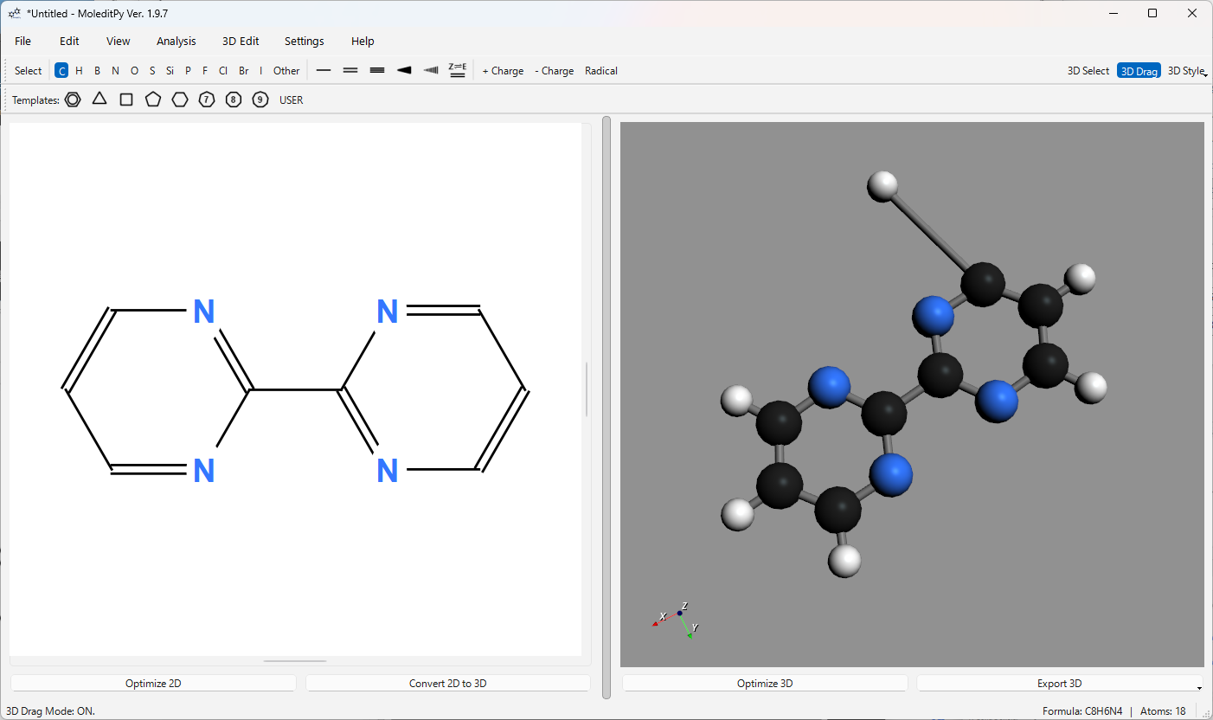 *Untitled - MoleditPy Ver. 1.9.7
File Edit View Analysis 3D Edit Settings Help
Select C H B N O S Si P F Cl Br I Other Z⇌E + Charge - Charge Radical 3D Select 3D Drag 3D Style
Templates: 7 8 9 USER
N N
N N
X Z Y
Optimize 2D Convert 2D to 3D Optimize 3D Export 3D
3D Drag Mode: ON. Formula: C8H6N4 | Atoms: 18